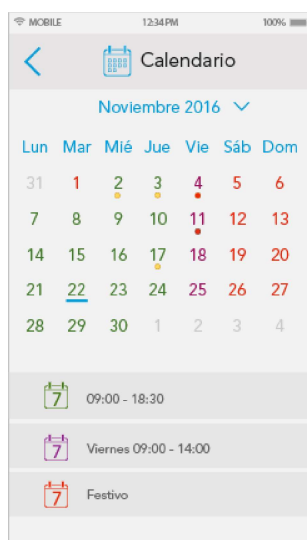 MOBILE 12:34 PM 100%
Calendario
Noviembre 2016
Lun Mar Mié Jue Vie Sáb Dom
31 1 2 3 4 5 6
7 8 9 10 11 12 13
14 15 16 17 18 19 20
21 22 23 24 25 26 27
28 29 30 1 2 3 4
7 09:00 - 18:30
7 Viernes 09:00 - 14:00
7 Festivo